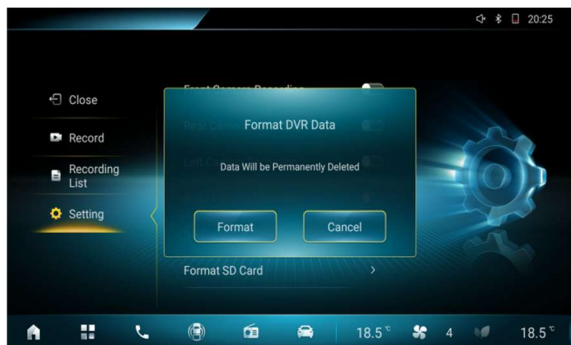 20:25
Close
Record
Recording
List
Setting
Front Camera Recording
Format DVR Data
Data Will be Permanently Deleted
Format
Cancel
Format SD Card
18.5 °C
4
18.5 °C